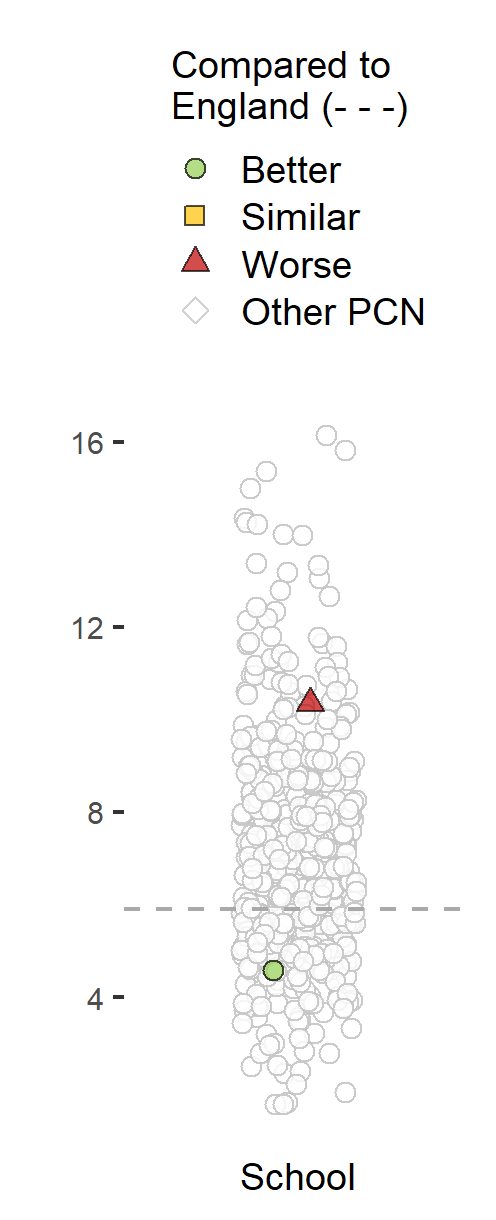 Compared to
England (- - -)
Better
Similar
Worse
Other PCN
16
12
8
4
School